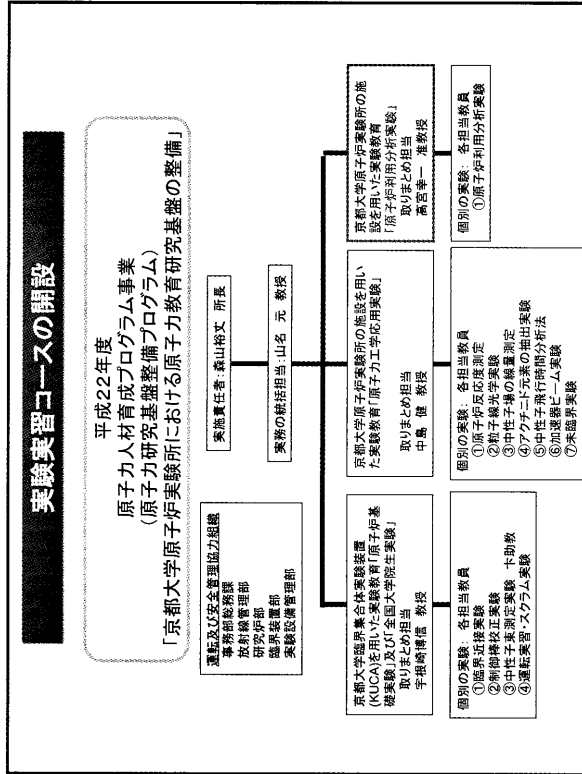 実験実習コースの開設
平成22年度
原子力人材育成プログラム事業
(原子力研究基盤整備プログラム)
「京都大学原子炉実験所における原子力教育研究基盤の整備」
実施責任者:森山裕丈 所長
実務の統括担当:山名 元 教授
運転及び安全管理協力組織
事務部総務課
放射線管理部
研究炉部
臨界装置部
実験設備管理部
京都大学臨界集合体実験装置
(KUCA)を用いた実験教育「原子炉基
礎実験」及び「全国大学院生実験」
取りまとめ担当
宇根崎博信 教授
個別の実験: 各担当教員
①臨界近接実験
②制御棒校正実験
③中性子束測定実験 卞助教
④運転実習・スクラム実験
京都大学原子炉実験所の施設を用い
た実験教育「原子力工学応用実験」
取りまとめ担当
中島 健 教授
個別の実験: 各担当教員
①原子炉反応度測定
②粒子線光学実験
③中性子場の線量測定
④アクチニド元素の抽出実験
⑤中性子飛行時間分析法
⑥加速器ビーム実験
⑦未臨界実験
京都大学原子炉実験所の施
設を用いた実験教育
「原子炉利用分析実験」
取りまとめ担当
高宮幸一 准教授
個別の実験: 各担当教員
①原子炉利用分析実験